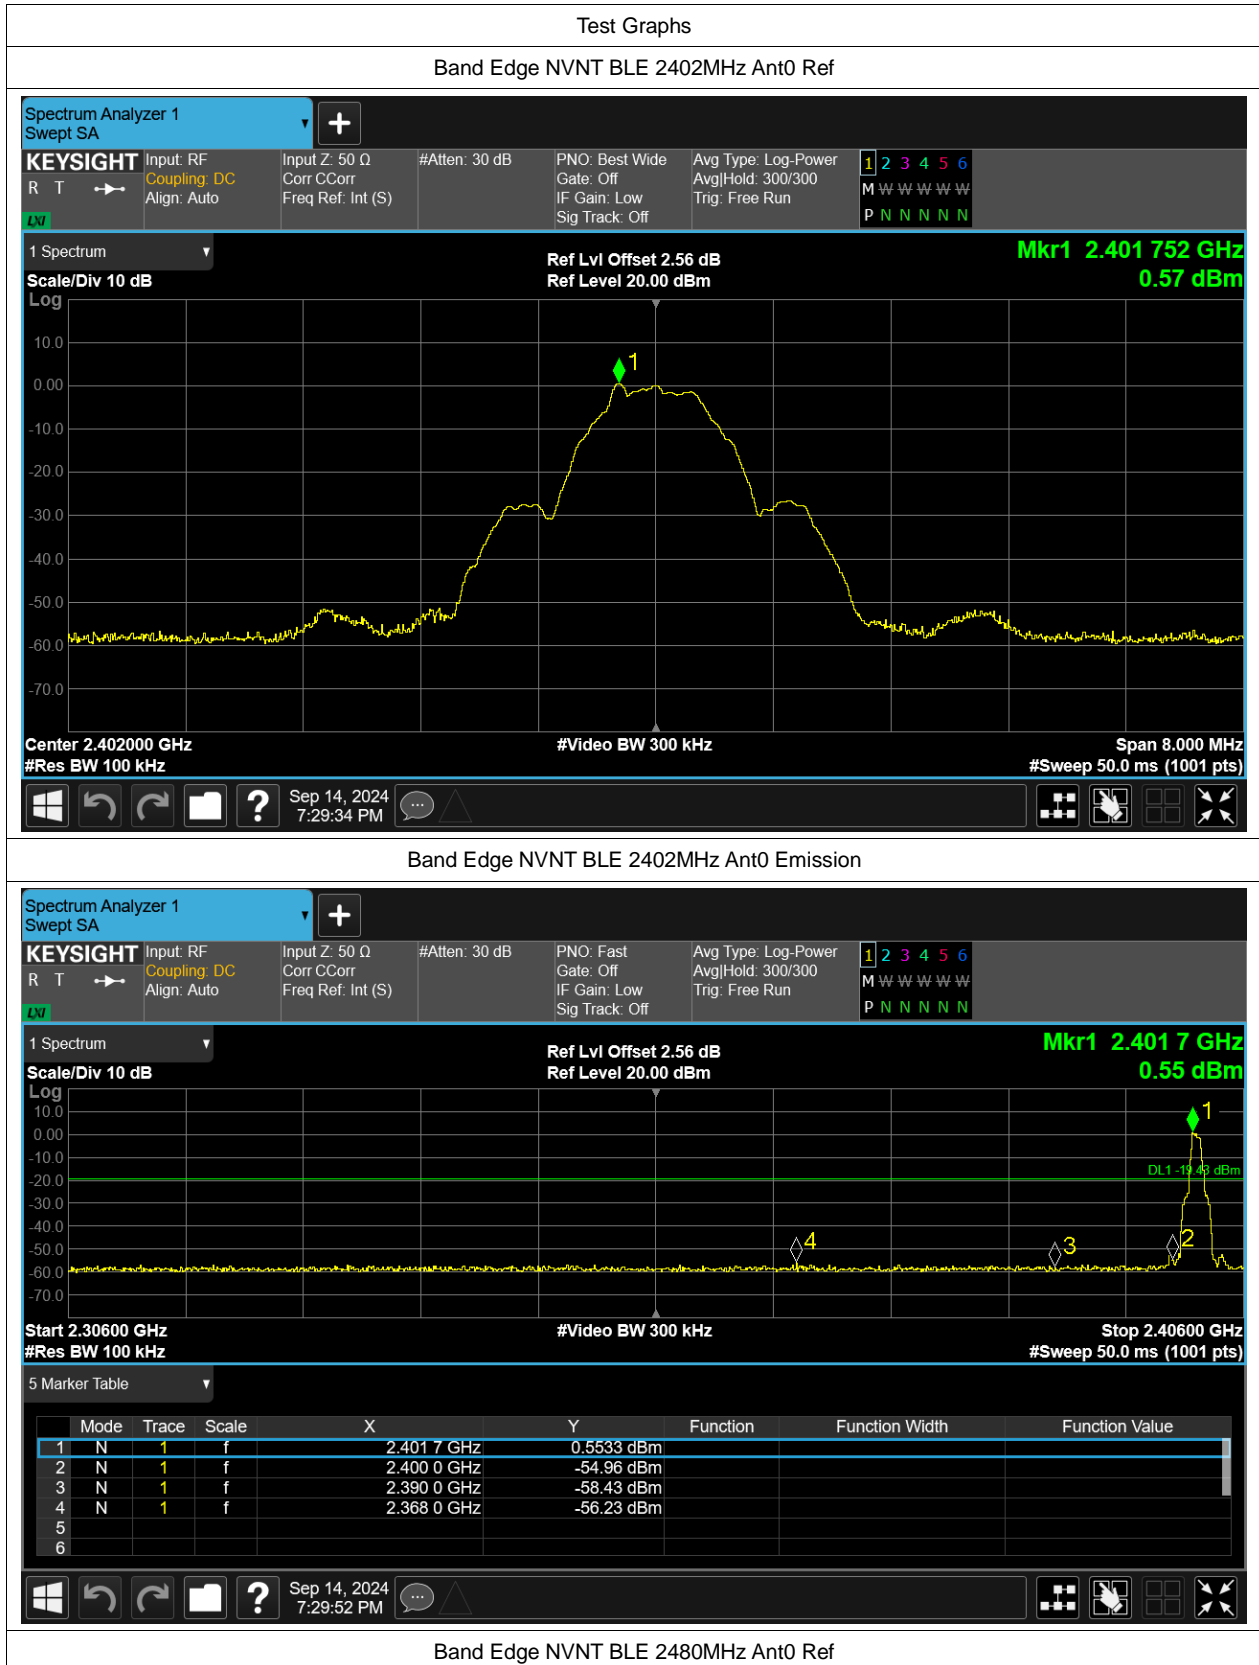 Test Graphs
Band Edge NVNT BLE 2402MHz Ant0 Ref
Spectrum Analyzer 1
Swept SA
KEYSIGHT Input: RF Input Z: 50 Ω #Atten: 30 dB PNO: Best Wide Avg Type: Log-Power 1 2 3 4 5 6
R T Coupling: DC Corr CCorr Gate: Off Avg|Hold: 300/300 M W W W W W
Align: Auto Freq Ref: Int (S) IF Gain: Low Trig: Free Run
LXI Sig Track: Off P N N N N N
1 Spectrum Ref Lvl Offset 2.56 dB Mkr1 2.401 752 GHz
Scale/Div 10 dB Ref Level 20.00 dBm 0.57 dBm
Log
10.0
1
0.00
-10.0
-20.0
-30.0
-40.0
-50.0
-60.0
-70.0
Center 2.402000 GHz #Video BW 300 kHz Span 8.000 MHz
#Res BW 100 kHz #Sweep 50.0 ms (1001 pts)
Sep 14, 2024
7:29:34 PM
Band Edge NVNT BLE 2402MHz Ant0 Emission
Spectrum Analyzer 1
Swept SA
KEYSIGHT Input: RF Input Z: 50 Ω #Atten: 30 dB PNO: Fast Avg Type: Log-Power 1 2 3 4 5 6
R T Coupling: DC Corr CCorr Gate: Off Avg|Hold: 300/300 M W W W W W
Align: Auto Freq Ref: Int (S) IF Gain: Low Trig: Free Run
LXI Sig Track: Off P N N N N N
1 Spectrum Ref Lvl Offset 2.56 dB Mkr1 2.401 7 GHz
Scale/Div 10 dB Ref Level 20.00 dBm 0.55 dBm
Log
10.0 1
0.00
-10.0
DL1 -19.43 dBm
-20.0
-30.0
-40.0
4 3 2
-50.0
-60.0
-70.0
Start 2.30600 GHz #Video BW 300 kHz Stop 2.40600 GHz
#Res BW 100 kHz #Sweep 50.0 ms (1001 pts)
5 Marker Table
Mode Trace Scale X Y Function Function Width Function Value
1 N 1 f 2.401 7 GHz 0.5533 dBm
2 N 1 f 2.400 0 GHz -54.96 dBm
3 N 1 f 2.390 0 GHz -58.43 dBm
4 N 1 f 2.368 0 GHz -56.23 dBm
5
6
Sep 14, 2024
7:29:52 PM
Band Edge NVNT BLE 2480MHz Ant0 Ref